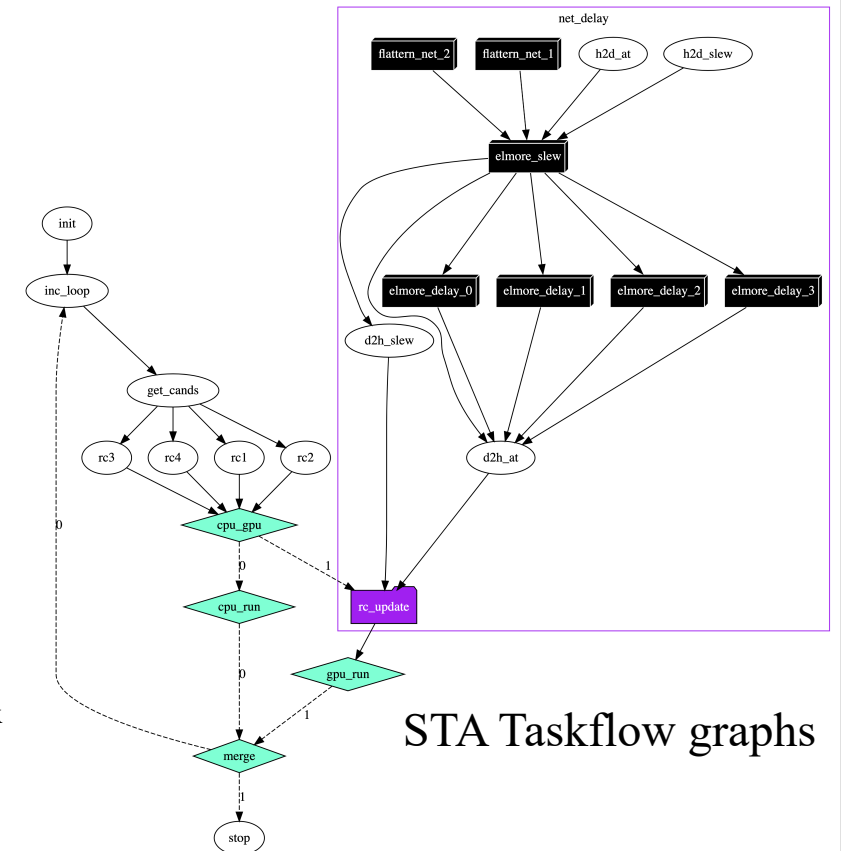 net_delay
flattern_net_2
flattern_net_1
h2d_at
h2d_slew
elmore_slew
init
inc_loop
elmore_delay_0
elmore_delay_1
elmore_delay_2
elmore_delay_3
d2h_slew
get_cands
rc3
rc4
rc1
rc2
d2h_at
cpu_gpu
0
0
1
cpu_run
rc_update
0
gpu_run
1
STA Taskflow graphs
merge
1
stop